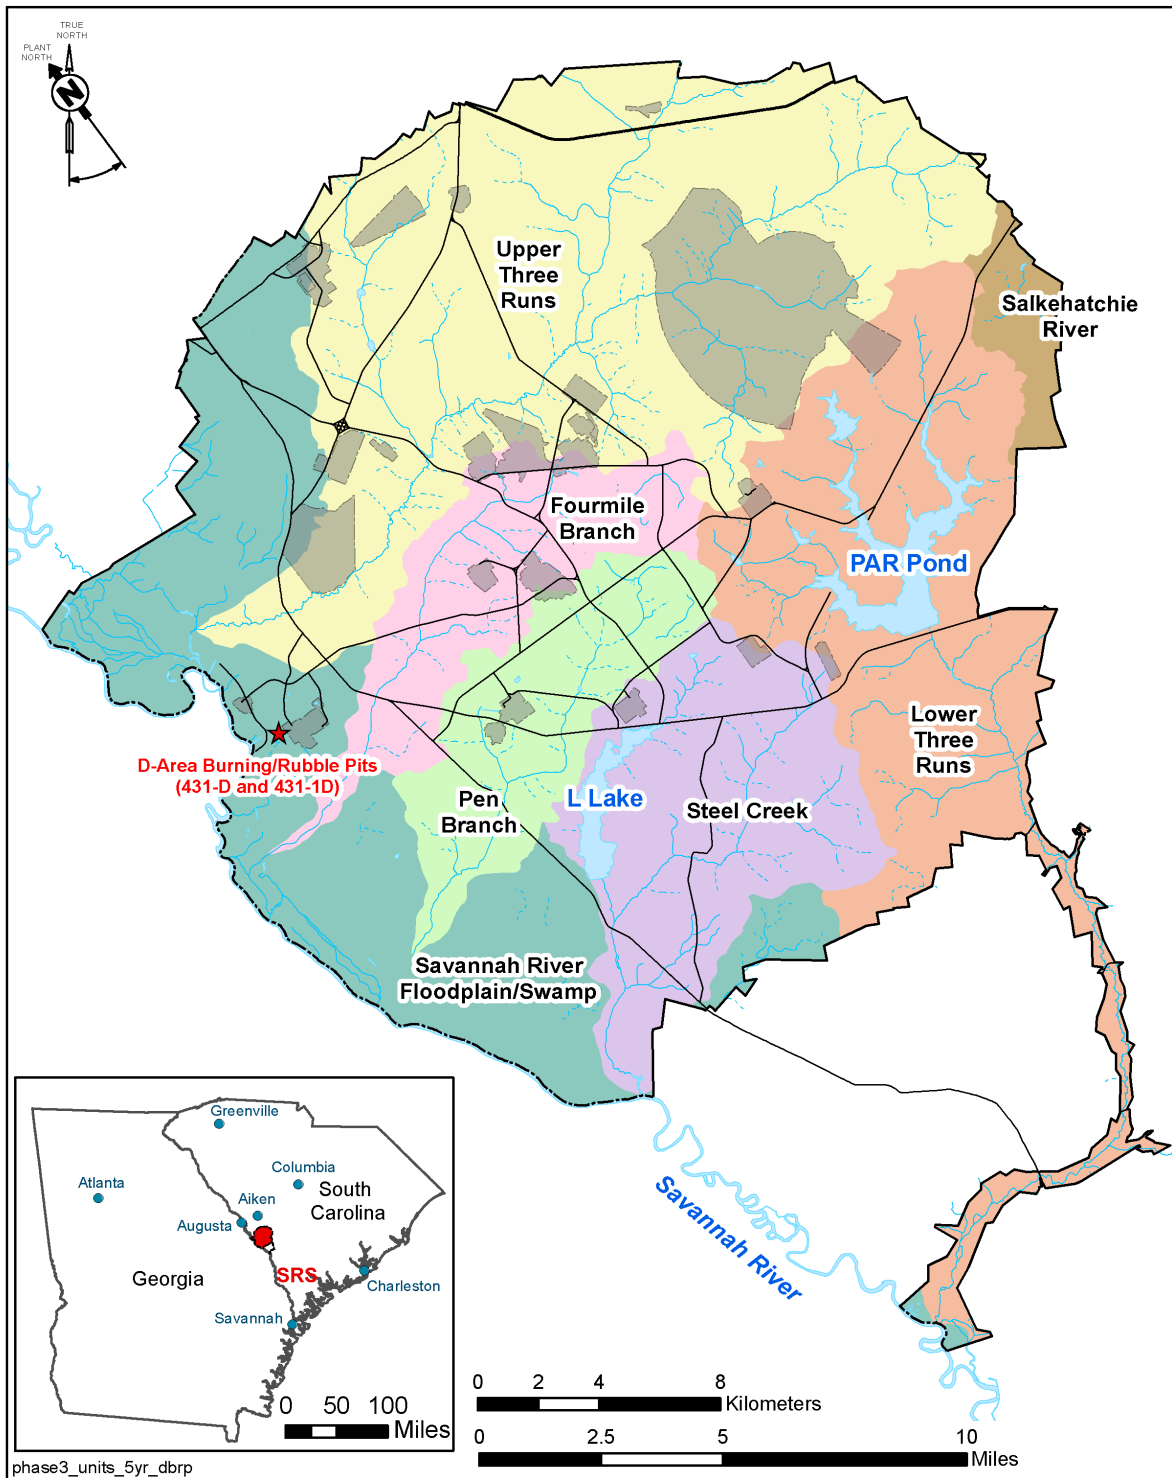 TRUE
NORTH
PLANT
NORTH
N
Upper
Three
Runs
Salkehatchie
River
Fourmile
Branch
PAR Pond
Lower
Three
Runs
D-Area Burning/Rubble Pits
(431-D and 431-1D)
Pen
Branch
L Lake
Steel Creek
Savannah River
Floodplain/Swamp
Savannah River
Greenville
Columbia
Atlanta
Aiken
South
Carolina
Augusta
Georgia
SRS
Charleston
Savannah
0 50 100
Miles
0 2 4 8
Kilometers
0 2.5 5 10
Miles
phase3_units_5yr_dbrp